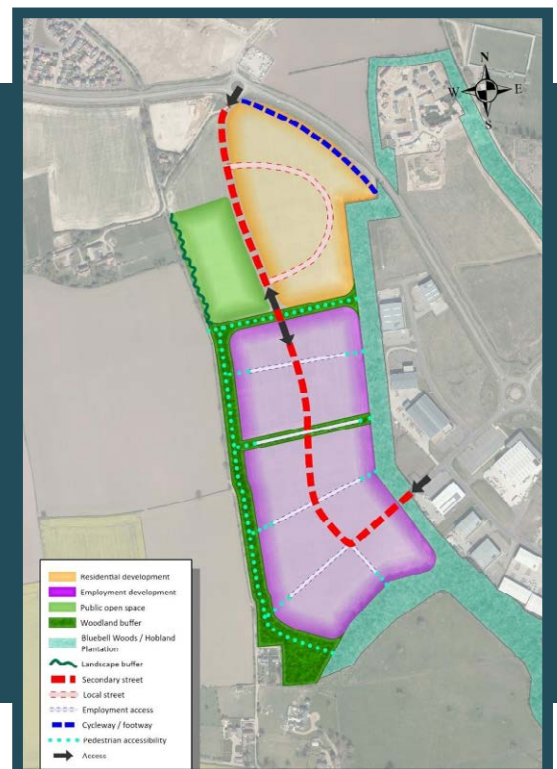 N
W E
S
Residential development
Employment development
Public open space
Woodland buffer
Bluebell Woods / Hobland
Plantation
Landscape buffer
Secondary street
Local street
Employment access
Cycleway / footway
Pedestrian accessibility
Access